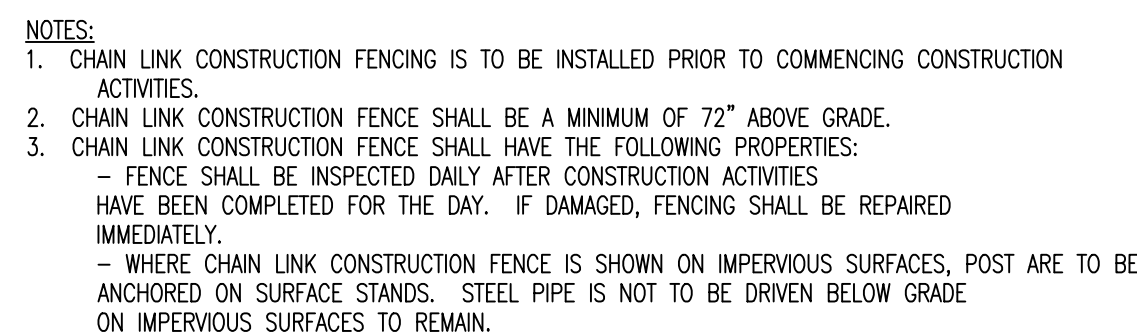 NOTES:
1. CHAIN LINK CONSTRUCTION FENCING IS TO BE INSTALLED PRIOR TO COMMENCING CONSTRUCTION
ACTIVITIES.
2. CHAIN LINK CONSTRUCTION FENCE SHALL BE A MINIMUM OF 72" ABOVE GRADE.
3. CHAIN LINK CONSTRUCTION FENCE SHALL HAVE THE FOLLOWING PROPERTIES:
– FENCE SHALL BE INSPECTED DAILY AFTER CONSTRUCTION ACTIVITIES
HAVE BEEN COMPLETED FOR THE DAY. IF DAMAGED, FENCING SHALL BE REPAIRED
IMMEDIATELY.
– WHERE CHAIN LINK CONSTRUCTION FENCE IS SHOWN ON IMPERVIOUS SURFACES, POST ARE TO BE
ANCHORED ON SURFACE STANDS. STEEL PIPE IS NOT TO BE DRIVEN BELOW GRADE
ON IMPERVIOUS SURFACES TO REMAIN.